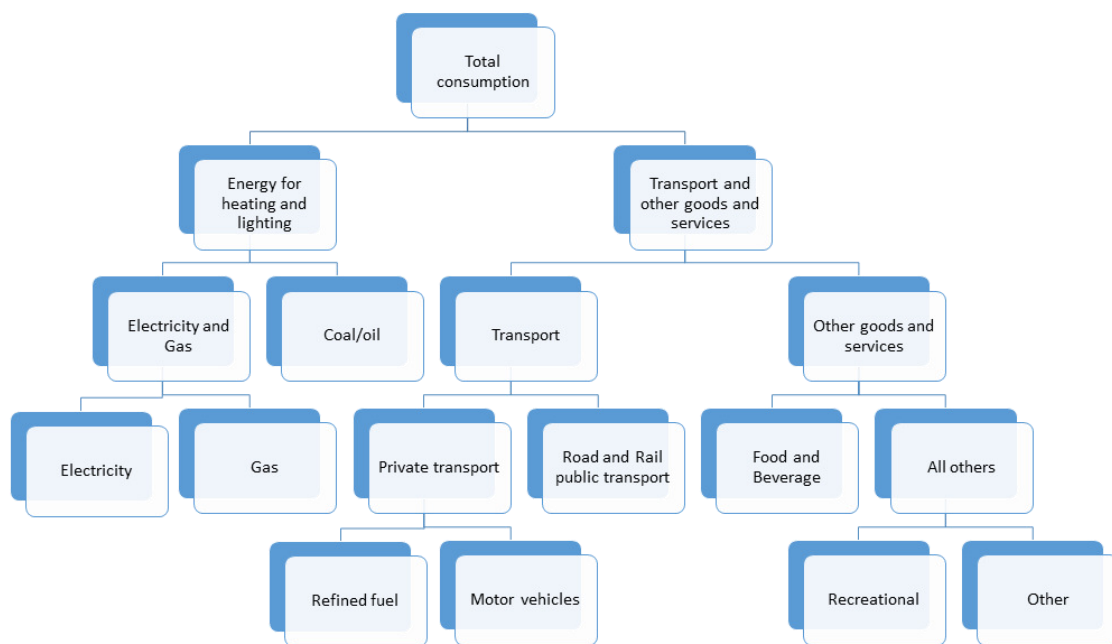 Total
consumption
Energy for
heating and
lighting
Transport and
other goods and
services
Electricity and
Gas
Coal/oil
Transport
Other goods and
services
Electricity
Gas
Private transport
Road and Rail
public transport
Food and
Beverage
All others
Refined fuel
Motor vehicles
Recreational
Other